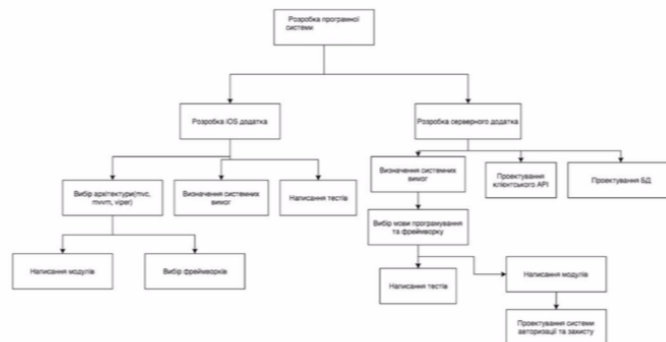 Розробка програмної
системи
Розробка iOS додатка
Розробка серверного додатка
Вибір архітектури(mvc,
mvvm, viper)
Визначення системних
вимог
Написання тестів
Визначення системних
вимог
Проектування
клієнтського API
Проектування БД
Вибір мови програмування
та фреймворку
Написання модулів
Вибір фреймворків
Написання тестів
Написання модулів
Проектування системи
авторизації та захисту